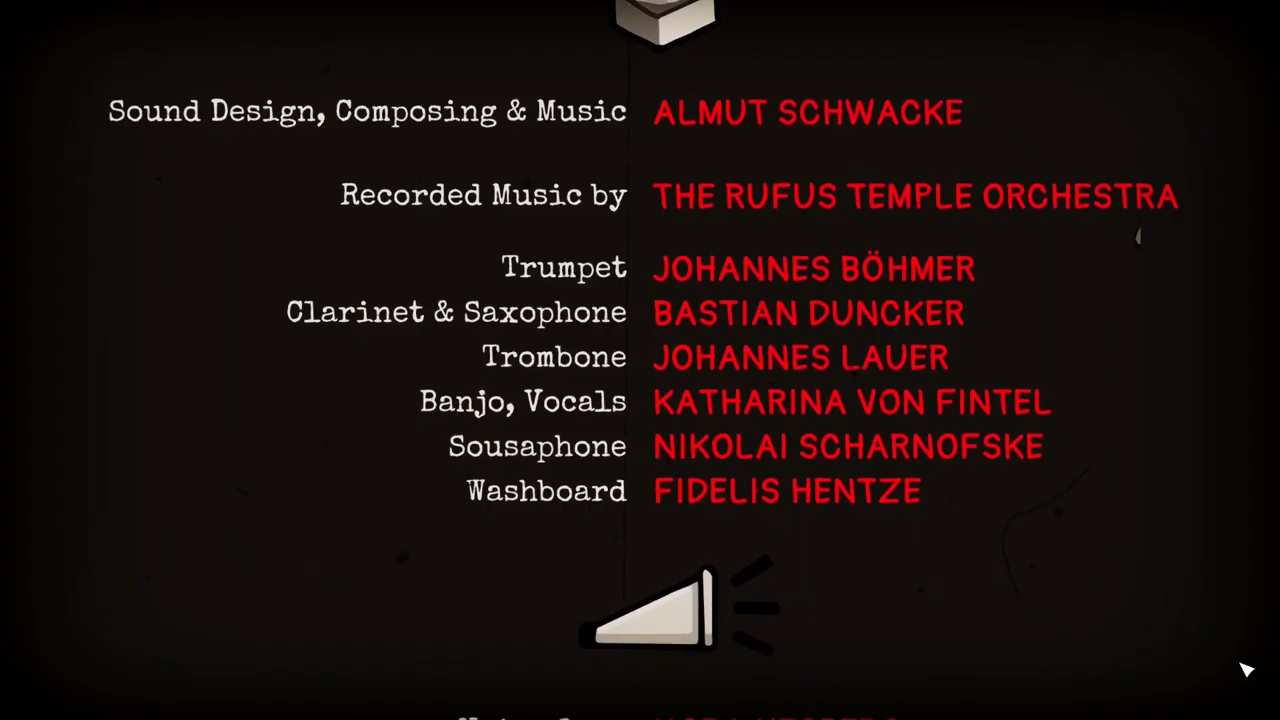 Sound Design, Composing & Music ALMUT SCHWACKE
Recorded Music by THE RUFUS TEMPLE ORCHESTRA
Trumpet JOHANNES BÖHMER
Clarinet & Saxophone BASTIAN DUNCKER
Trombone JOHANNES LAUER
Banjo, Vocals KATHARINA VON FINTEL
Sousaphone NIKOLAI SCHARNOFSKE
Washboard FIDELIS HENTZE